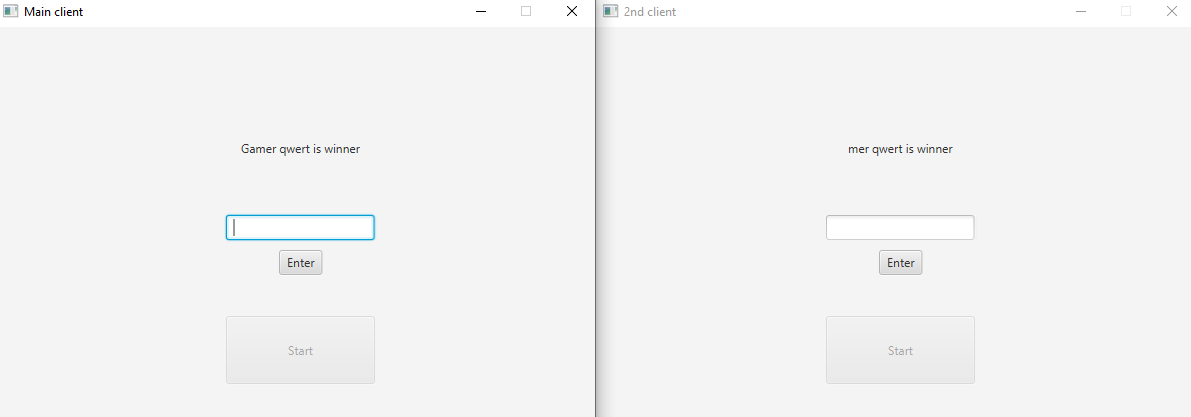 Main client
Gamer qwert is winner
Enter
Start
2nd client
mer qwert is winner
Enter
Start